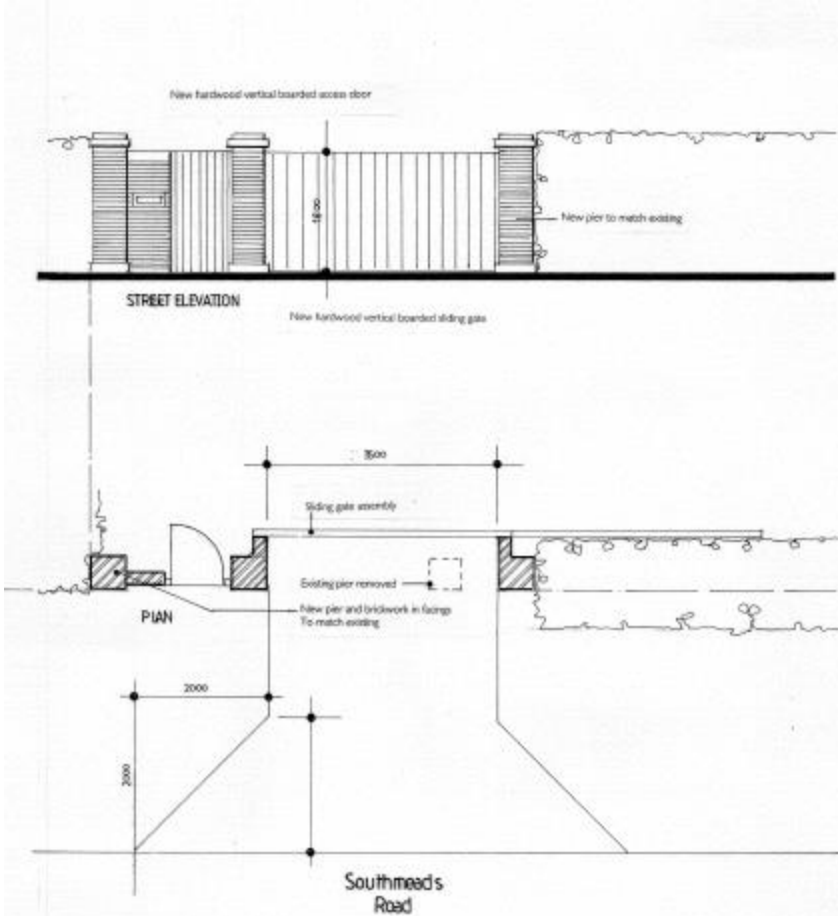 New hardwood vertical boarded access door
1800
New pier to match existing
STREET ELEVATION
New hardwood vertical boarded sliding gate
3500
Sliding gate assembly
Existing pier removed
New pier and brickwork in facings
To match existing
PLAN
2000
2000
Southmeads
Road